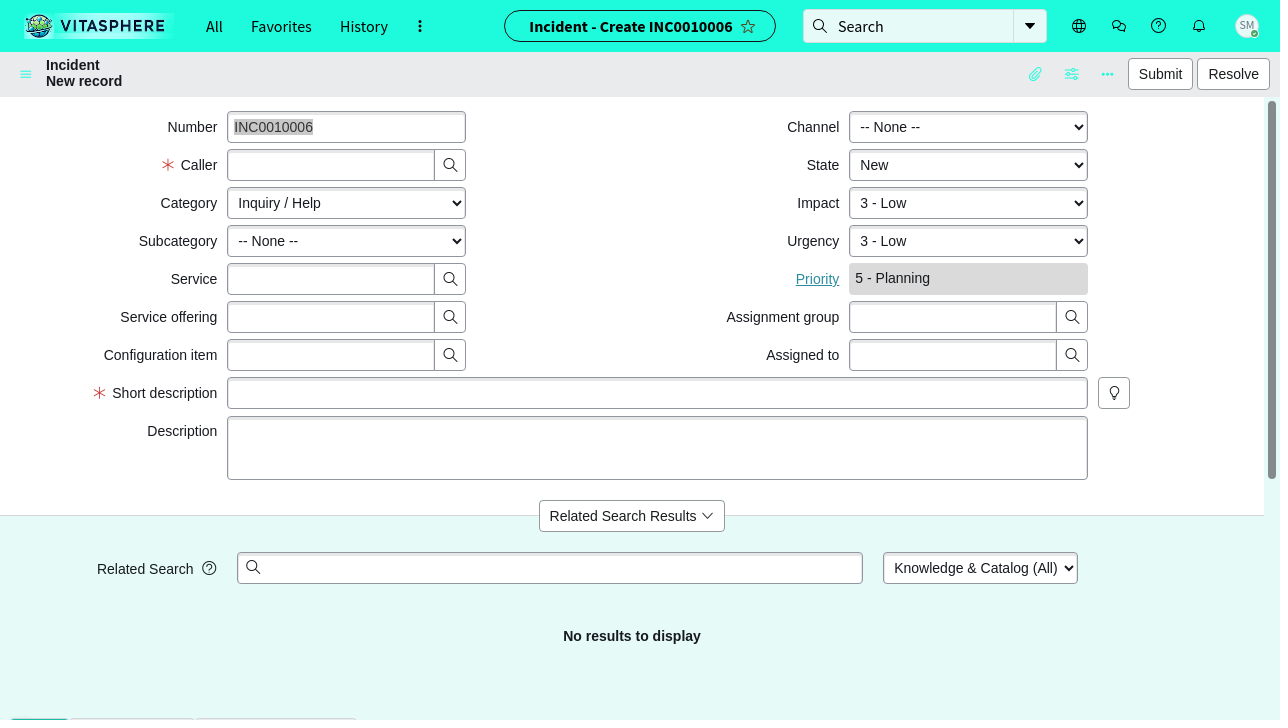 VITASPHERE
All
Favorites
History
Incident - Create INC0010006
Search
SM
Incident
New record
Submit
Resolve
Number
INC0010006
Channel
-- None --
Caller
State
New
Category
Inquiry / Help
Impact
3 - Low
Subcategory
-- None --
Urgency
3 - Low
Service
Priority
5 - Planning
Service offering
Assignment group
Configuration item
Assigned to
Short description
Description
Related Search Results
Related Search
Knowledge & Catalog (All)
No results to display